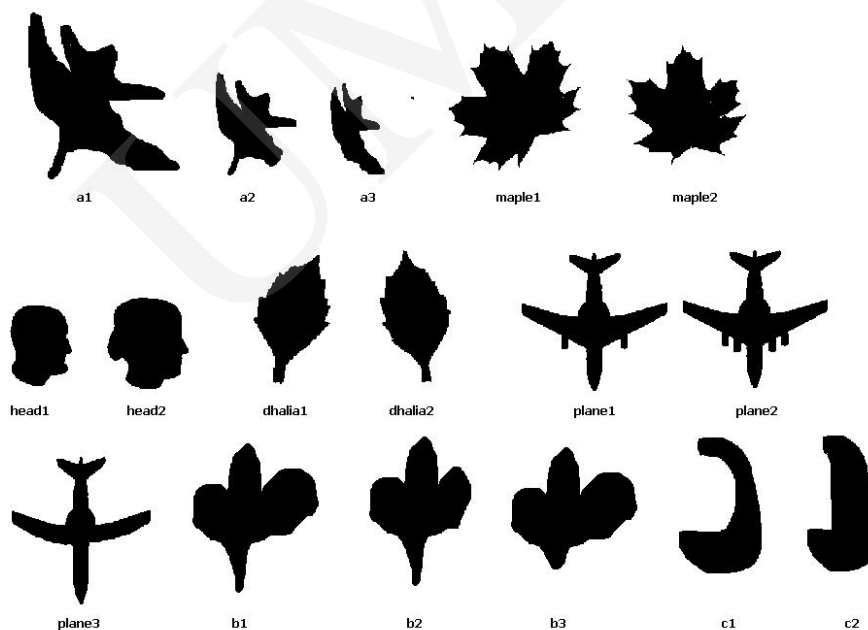 a1 a2 a3 maple1 maple2
head1 head2 dhalia1 dhalia2 plane1 plane2
plane3 b1 b2 b3 c1 c2